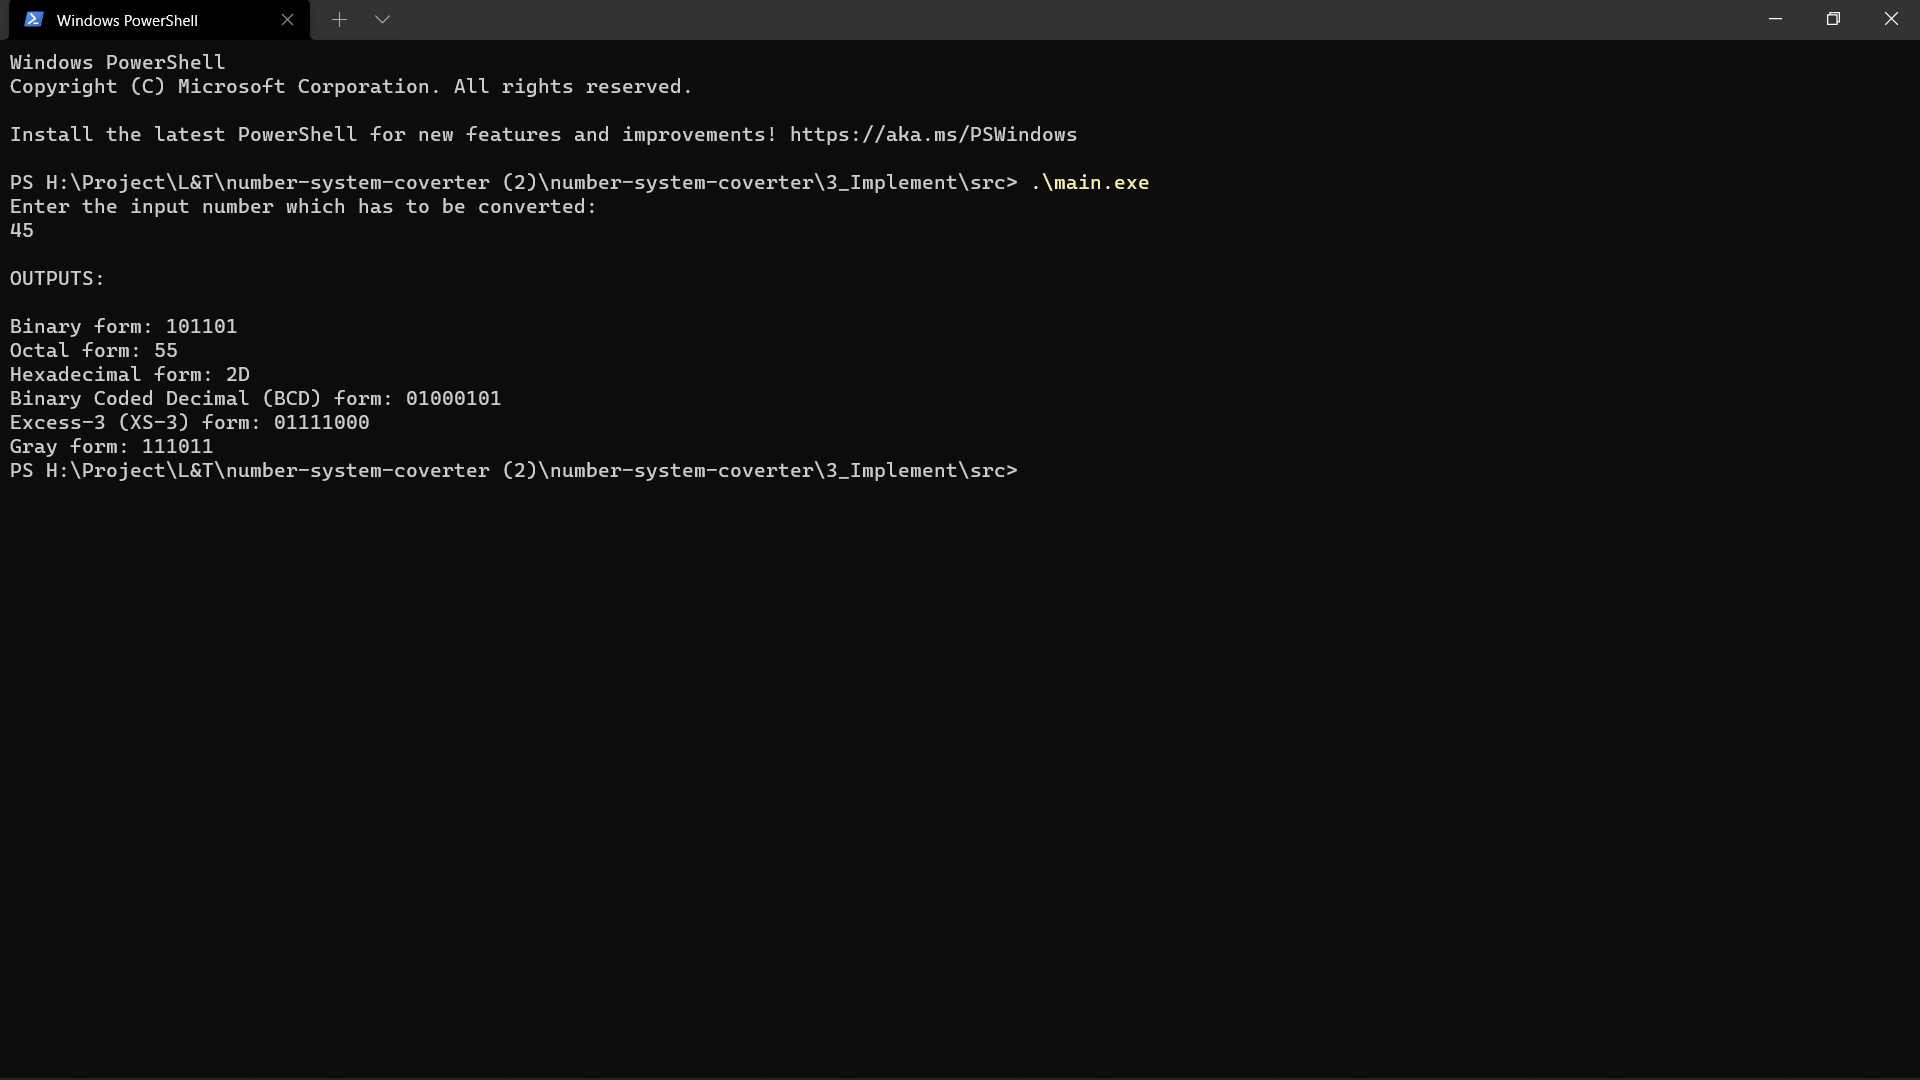 Windows PowerShell
Windows PowerShell
Copyright (C) Microsoft Corporation. All rights reserved.
Install the latest PowerShell for new features and improvements! https://aka.ms/PSWindows
PS H:\Project\L&T\number-system-coverter (2)\number-system-coverter\3_Implement\src> .\main.exe
Enter the input number which has to be converted:
45
OUTPUTS:
Binary form: 101101
Octal form: 55
Hexadecimal form: 2D
Binary Coded Decimal (BCD) form: 01000101
Excess-3 (XS-3) form: 01111000
Gray form: 111011
PS H:\Project\L&T\number-system-coverter (2)\number-system-coverter\3_Implement\src>